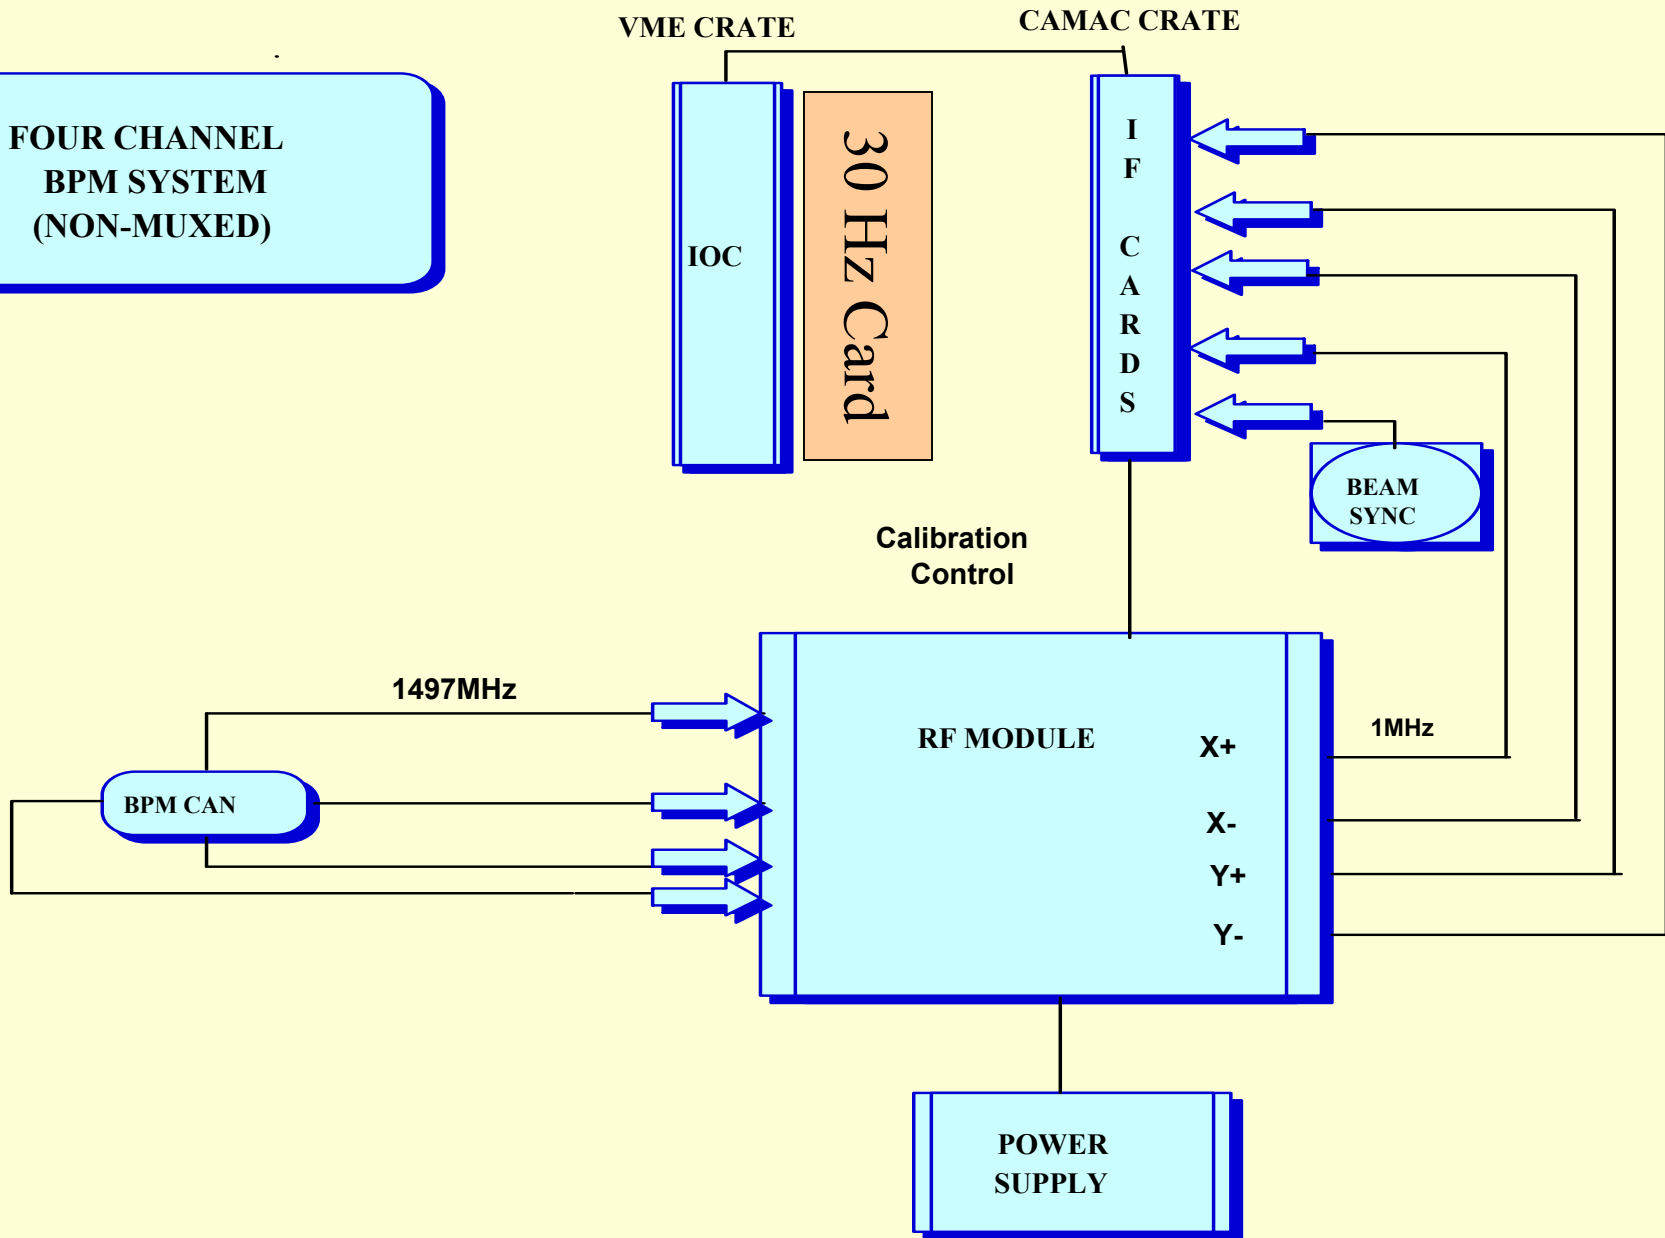 VME CRATE
CAMAC CRATE
FOUR CHANNEL
BPM SYSTEM
(NON-MUXED)
IOC
30 Hz Card
I
F
C
A
R
D
S
BEAM
SYNC
Calibration
Control
1497MHz
BPM CAN
RF MODULE
X+
X-
Y+
Y-
1MHz
POWER
SUPPLY